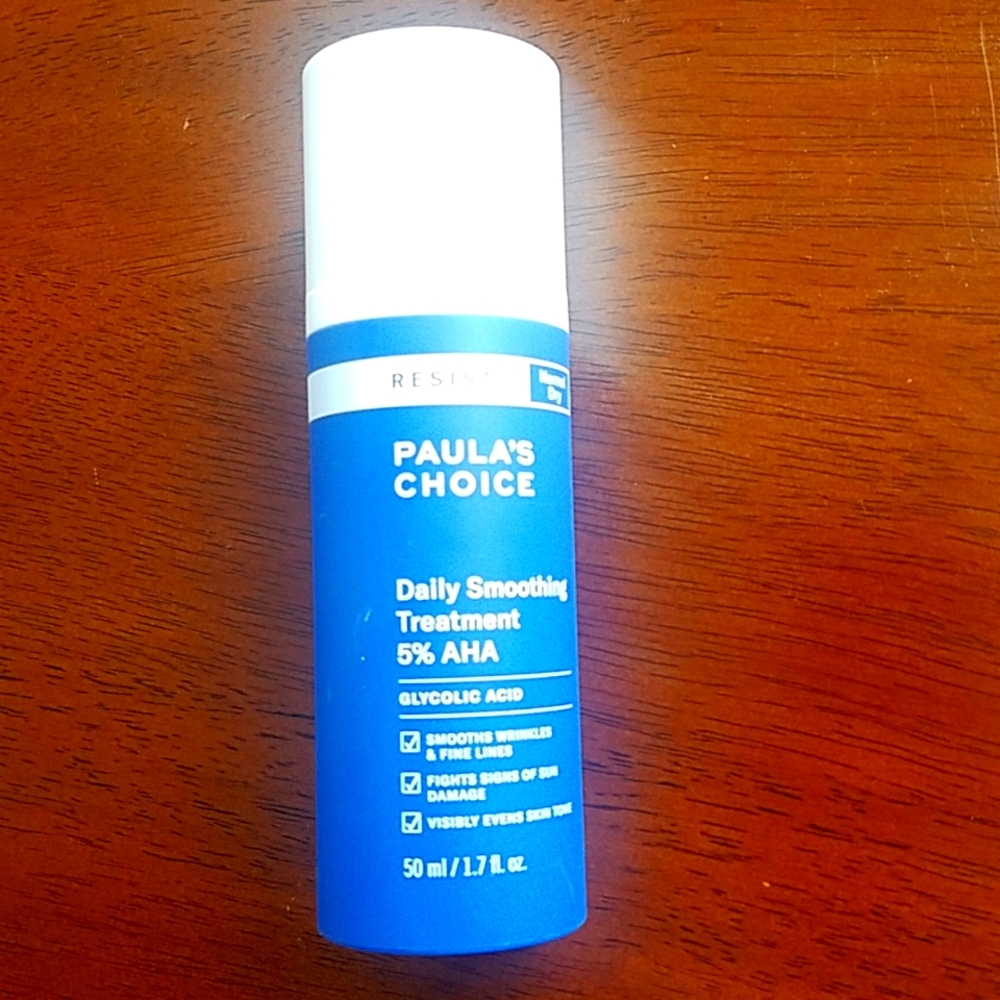 RESIST
Normal
Dry
PAULA'S
CHOICE
Daily Smoothing
Treatment
5% AHA
GLYCOLIC ACID
SMOOTHS WRINKLES
& FINE LINES
FIGHTS SIGNS OF SUN
DAMAGE
VISIBLY EVENS SKIN TONE
50 ml / 1.7 fl. oz.